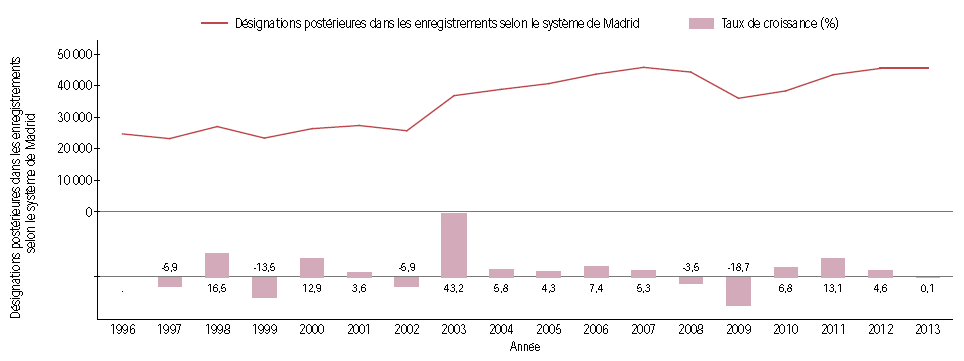 Désignations postérieures dans les enregistrements selon le système de Madrid
Taux de croissance (%)
Désignations postérieures dans les enregistrements
selon le système de Madrid
50 000
40 000
30 000
20 000
10 000
0
-6,9 -13,6 -6,9 -3,5 -18,7
. 16,5 12,9 3,6 43,2 5,8 4,3 7,4 5,3 6,8 13,1 4,6 0,1
1996 1997 1998 1999 2000 2001 2002 2003 2004 2005 2006 2007 2008 2009 2010 2011 2012 2013
Année